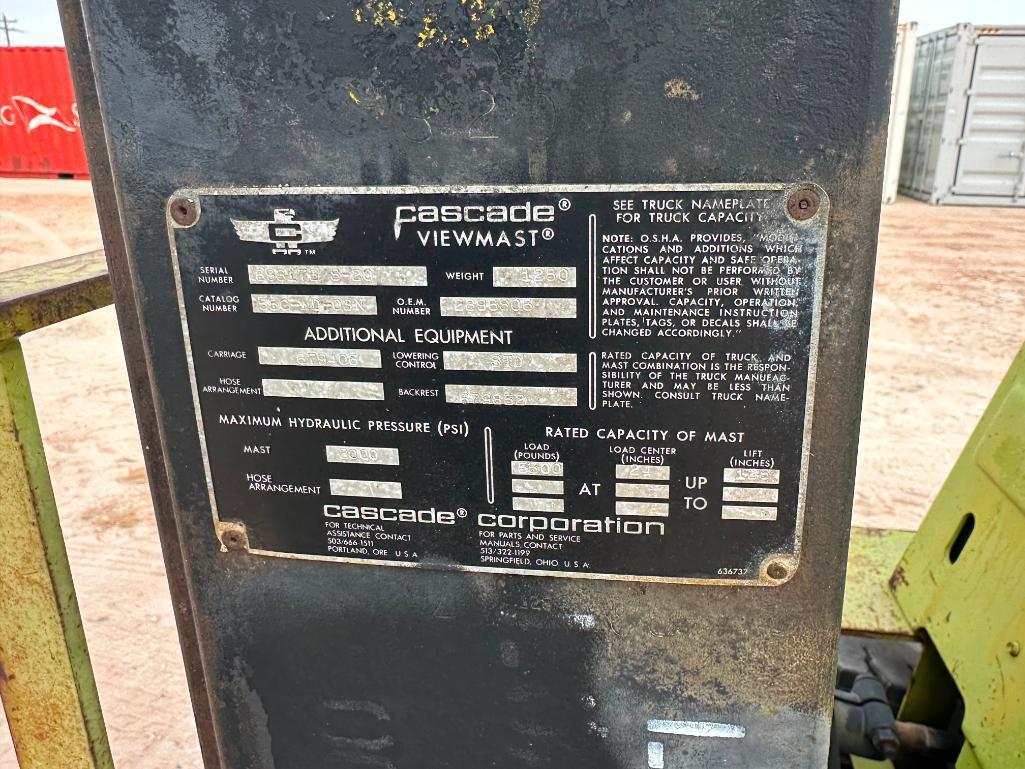 cascade®
VIEWMAST®
TM
SERIAL NUMBER
WEIGHT 1250
CATALOG NUMBER
O.E.M. NUMBER
ADDITIONAL EQUIPMENT
CARRIAGE
LOWERING CONTROL STD
HOSE ARRANGEMENT
BACKREST
MAXIMUM HYDRAULIC PRESSURE (PSI)
MAST
HOSE ARRANGEMENT
SEE TRUCK NAMEPLATE
FOR TRUCK CAPACITY
NOTE: O.S.H.A. PROVIDES, "MODIFI-
CATIONS AND ADDITIONS WHICH
AFFECT CAPACITY AND SAFE OPERA-
TION SHALL NOT BE PERFORMED BY
THE CUSTOMER OR USER WITHOUT
MANUFACTURER'S PRIOR WRITTEN
APPROVAL. CAPACITY, OPERATION,
AND MAINTENANCE INSTRUCTION
PLATES, TAGS, OR DECALS SHALL BE
CHANGED ACCORDINGLY."
RATED CAPACITY OF TRUCK AND
MAST COMBINATION IS THE RESPON-
SIBILITY OF THE TRUCK MANUFAC-
TURER AND MAY BE LESS THAN
SHOWN. CONSULT TRUCK NAME-
PLATE.
RATED CAPACITY OF MAST
LOAD (POUNDS) LOAD CENTER (INCHES) LIFT (INCHES)
AT UP TO
cascade® corporation
FOR TECHNICAL
ASSISTANCE CONTACT
503/666-1511
PORTLAND, ORE U.S.A.
FOR PARTS AND SERVICE
MANUALS, CONTACT
513/322-1199
SPRINGFIELD, OHIO U.S.A.
636737